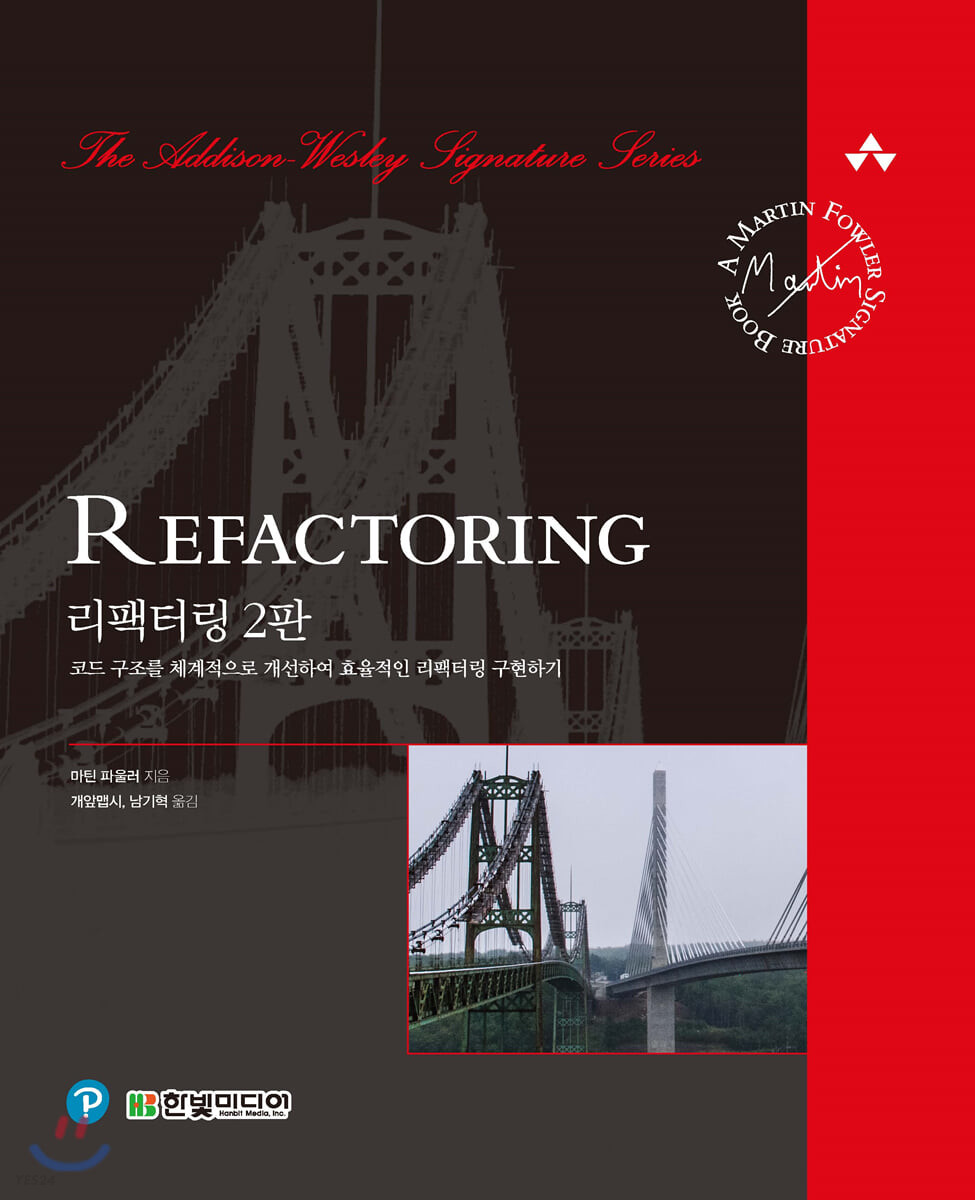 The Addison-Wesley Signature Series
A MARTIN FOWLER SIGNATURE BOOK
Martin
REFACTORING
리팩터링 2판
코드 구조를 체계적으로 개선하여 효율적인 리팩터링 구현하기
마틴 파울러 지음
개앞맵시, 남기혁 옮김
P
HB 한빛미디어
Hanbit Media, Inc.
YES24